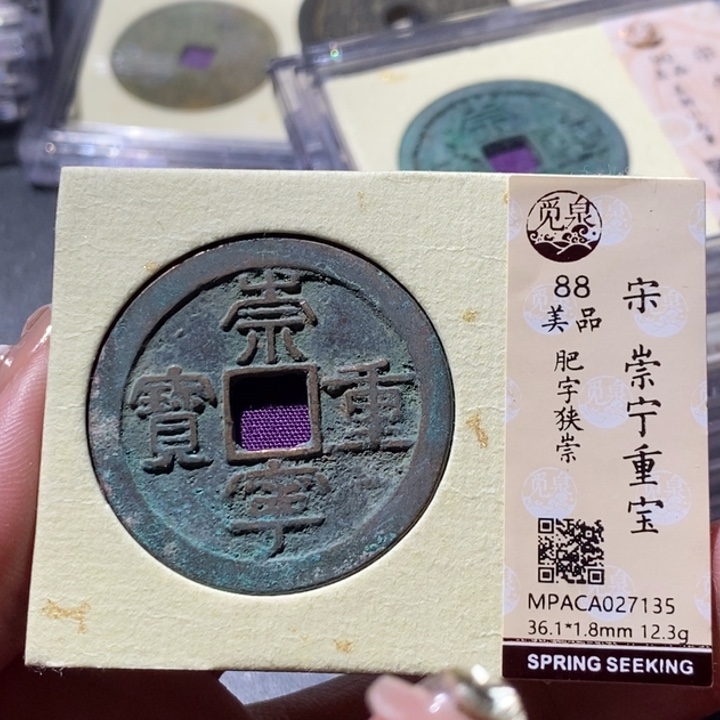 崇
重
寧
寶
觅泉
宋 崇宁重宝
88
美品
肥字狭崇
MPACA027135
36.1*1.8mm 12.3g
SPRING SEEKING